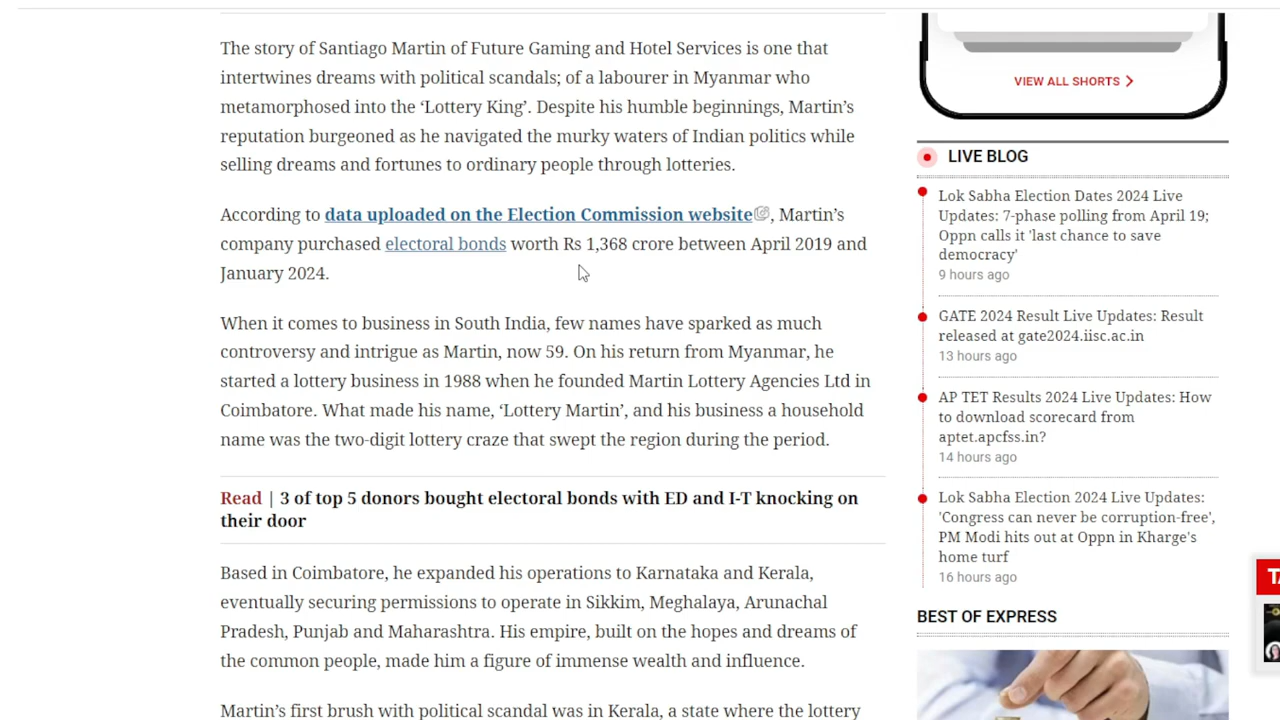 The story of Santiago Martin of Future Gaming and Hotel Services is one that
intertwines dreams with political scandals; of a labourer in Myanmar who
metamorphosed into the ‘Lottery King’. Despite his humble beginnings, Martin’s
reputation burgeoned as he navigated the murky waters of Indian politics while
selling dreams and fortunes to ordinary people through lotteries.
According to data uploaded on the Election Commission website, Martin’s
company purchased electoral bonds worth Rs 1,368 crore between April 2019 and
January 2024.
When it comes to business in South India, few names have sparked as much
controversy and intrigue as Martin, now 59. On his return from Myanmar, he
started a lottery business in 1988 when he founded Martin Lottery Agencies Ltd in
Coimbatore. What made his name, ‘Lottery Martin’, and his business a household
name was the two-digit lottery craze that swept the region during the period.
Read | 3 of top 5 donors bought electoral bonds with ED and I-T knocking on
their door
Based in Coimbatore, he expanded his operations to Karnataka and Kerala,
eventually securing permissions to operate in Sikkim, Meghalaya, Arunachal
Pradesh, Punjab and Maharashtra. His empire, built on the hopes and dreams of
the common people, made him a figure of immense wealth and influence.
Martin’s first brush with political scandal was in Kerala, a state where the lottery
VIEW ALL SHORTS
LIVE BLOG
Lok Sabha Election Dates 2024 Live
Updates: 7-phase polling from April 19;
Oppn calls it 'last chance to save
democracy'
9 hours ago
GATE 2024 Result Live Updates: Result
released at gate2024.iisc.ac.in
13 hours ago
AP TET Results 2024 Live Updates: How
to download scorecard from
aptet.apcfss.in?
14 hours ago
Lok Sabha Election 2024 Live Updates:
'Congress can never be corruption-free',
PM Modi hits out at Oppn in Kharge's
home turf
16 hours ago
BEST OF EXPRESS